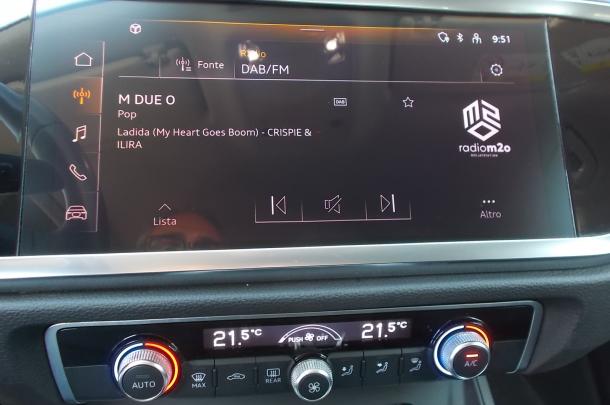 9:51
Radio
Fonte
DAB/FM
M DUE O
DAB
Pop
Ladida (My Heart Goes Boom) - CRISPIE &
ILIRA
radiom2o
Lista
Altro
21.5°C
PUSH OFF
21.5°C
AUTO
MAX
REAR
A/C